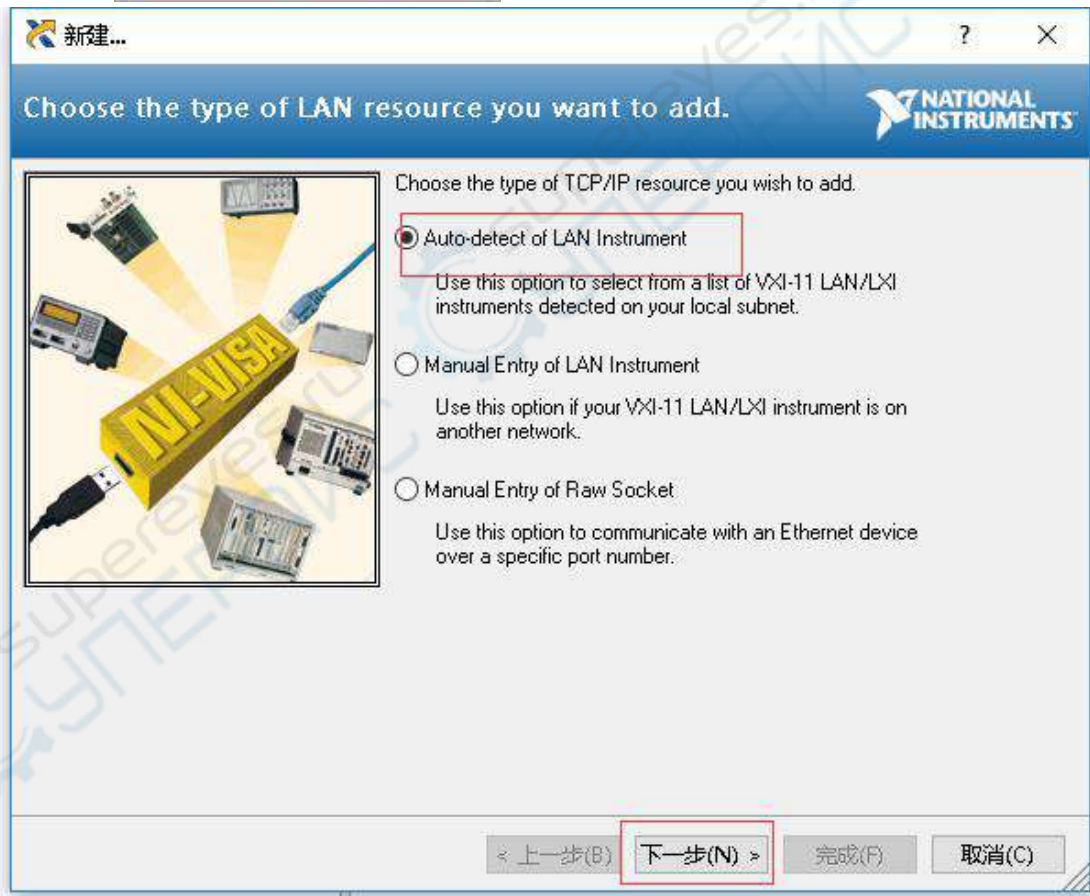 新建...
?
Choose the type of LAN resource you want to add.
NATIONAL
INSTRUMENTS
Choose the type of TCP/IP resource you wish to add.
Auto-detect of LAN Instrument
Use this option to select from a list of VXI-11 LAN/LXI
instruments detected on your local subnet.
Manual Entry of LAN Instrument
Use this option if your VXI-11 LAN/LXI instrument is on
another network.
Manual Entry of Raw Socket
Use this option to communicate with an Ethernet device
over a specific port number.
NI-VISA
supereyes.ru
СУПЕРАЙС
< 上一步(B)
下一步(N) >
完成(F)
取消(C)